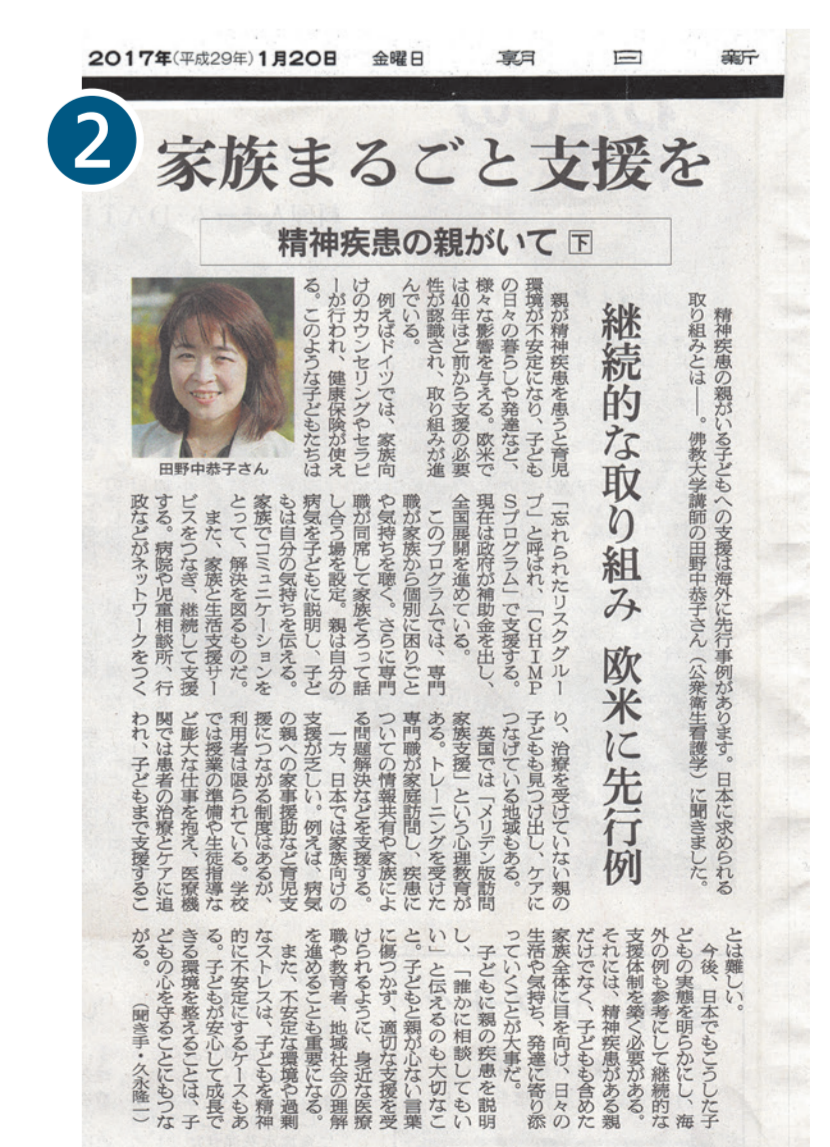 2017年(平成29年)1月20日 金曜日 朝日新
2
家族まるごと支援を
精神疾患の親がいて 下
精神疾患の親がいる子どもへの支援は海外に先行事例があります。日本に求められる
取り組みとは――。佛教大学講師の田野中恭子さん(公衆衛生看護学)に聞きました。
継続的な取り組み 欧米に先行例
親が精神疾患を患うと育児
環境が不安定になり、子ども
の日々の暮らしや発達など、
様々な影響を与える。欧米で
は40年ほど前から支援の必要
性が認識され、取り組みが進
んでいる。
例えばドイツでは、家族向
けのカウンセリングやセラピ
ーが行われ、健康保険が使え
る。このような子どもたちは
田野中恭子さん
「忘れられたリスクグルー
プ」と呼ばれ、「CHIMP
Sプログラム」で支援する。
現在は政府が補助金を出し、
全国展開を進めている。
このプログラムでは、専門
職が家族から個別に困りごと
や気持ちを聴く。さらに専門
職が同席して家族そろって話
し合う場を設定。親は自分の
病気を子どもに説明し、子ど
もは自分の気持ちを伝える。
家族でコミュニケーションを
とって、解決を図るものだ。
また、家族と生活支援サー
ビスをつなぎ、継続して支援
する。病院や児童相談所、行
政などがネットワークをつく
り、治療を受けていない親の
子どもも見つけ出し、ケアに
つなげている地域もある。
英国では「メリデン版訪問
家族支援」という心理教育が
ある。トレーニングを受けた
専門職が家庭訪問し、疾患に
ついての情報共有や家族によ
る問題解決などを支援する。
一方、日本では家族向けの
支援が乏しい。例えば、病気
の親への家事援助など育児支
援につながる制度はあるが、
利用者は限られている。学校
では授業の準備や生徒指導な
ど膨大な仕事を抱え、医療機
関では患者の治療とケアに追
われ、子どもまで支援するこ
とは難しい。
今後、日本でもこうした子
どもの実態を明らかにし、海
外の例も参考にして継続的な
支援体制を築く必要がある。
それには、精神疾患がある親
だけでなく、子どもも含めた
家族全体に目を向け、日々の
生活や気持ち、発達に寄り添
っていくことが大事だ。
子どもに親の疾患を説明
し、「誰かに相談してもい
い」と伝えるのも大切なこ
と。子どもと親が心ない言葉
に傷つかず、適切な支援を受
けられるように、身近な医療
職や教育者、地域社会の理解
を進めることも重要になる。
また、不安定な環境や過剰
なストレスは、子どもを精神
的に不安定にするケースもあ
る。子どもが安心して成長で
きる環境を整えることは、子
どもの心を守ることにもつな
がる。 (聞き手・久永隆一)